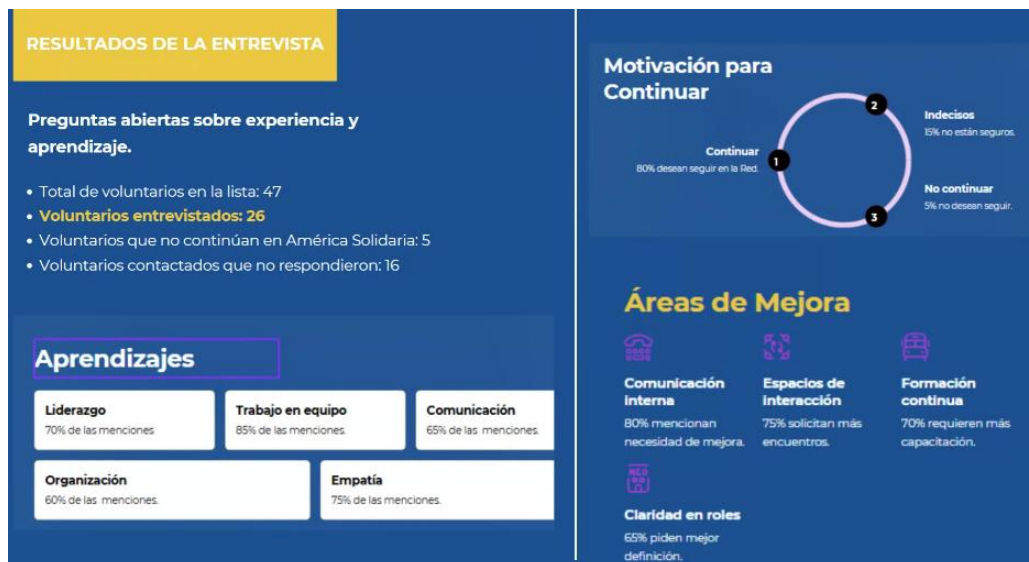 RESULTADOS DE LA ENTREVISTA
Preguntas abiertas sobre experiencia y
aprendizaje.
• Total de voluntarios en la lista: 47
• Voluntarios entrevistados: 26
• Voluntarios que no continúan en América Solidaria: 5
• Voluntarios contactados que no respondieron: 16
Aprendizajes
Liderazgo
70% de las menciones
Trabajo en equipo
85% de las menciones.
Comunicación
65% de las menciones.
Organización
60% de las menciones.
Empatía
75% de las menciones.
Motivación para
Continuar
1
Continuar
80% desean seguir en la Red.
2
Indecisos
15% no están seguros.
3
No continuar
5% no desean seguir.
Áreas de Mejora
Comunicación
interna
80% mencionan
necesidad de mejora.
Espacios de
interacción
75% solicitan más
encuentros.
Formación
continua
70% requieren más
capacitación.
Claridad en roles
65% piden mejor
definición.